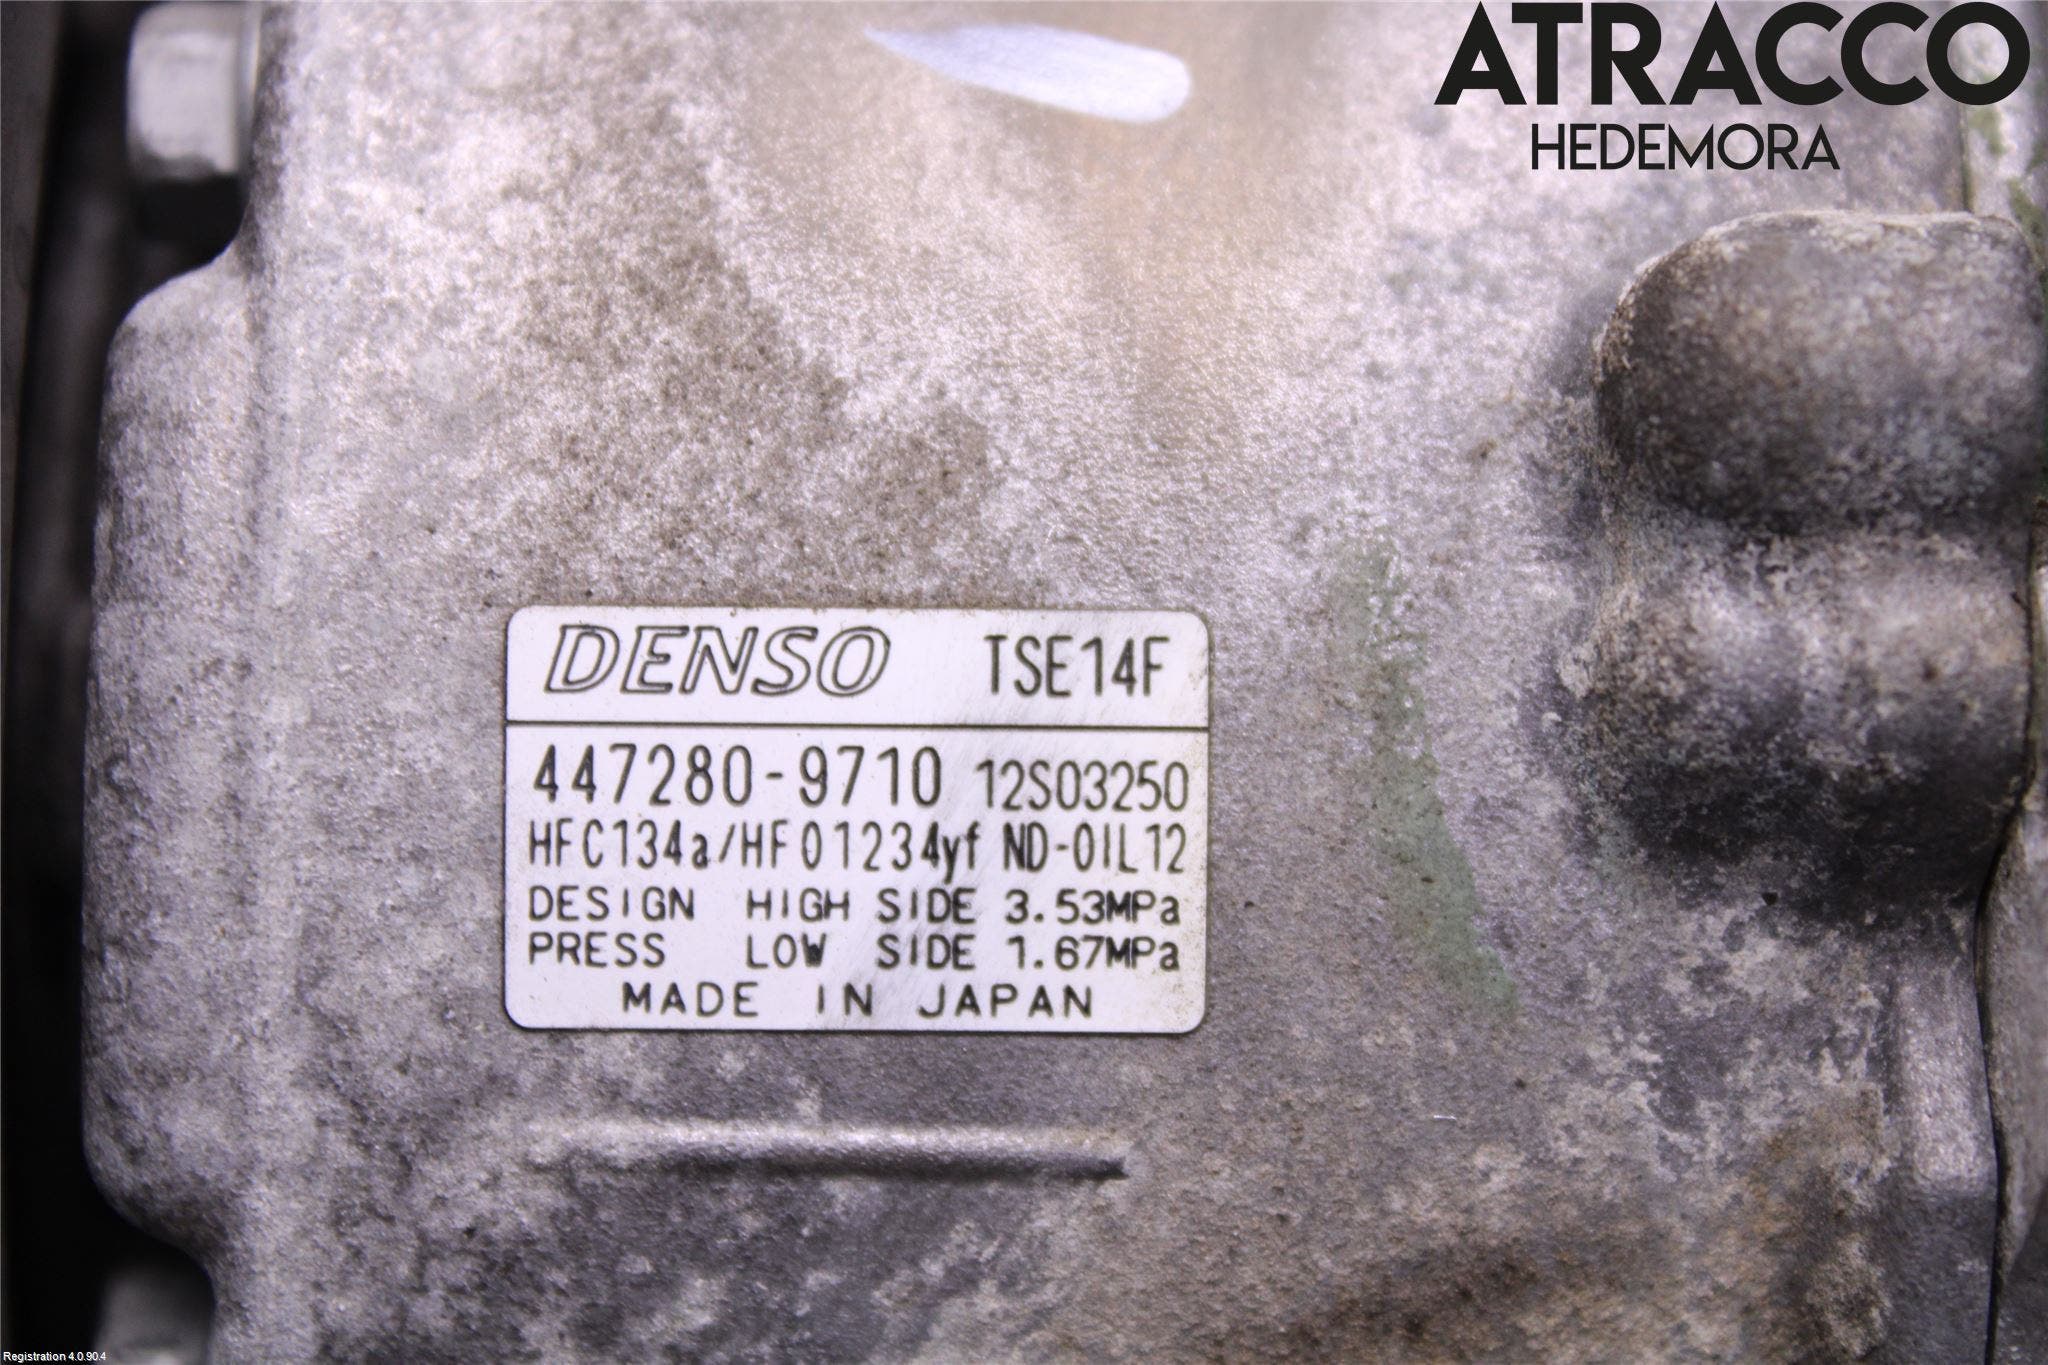 ATRACCO
HEDEMORA
DENSO TSE14F
447280-9710 12S03250
HFC134a/HFO1234yf ND-OIL12
DESIGN HIGH SIDE 3.53MPa
PRESS LOW SIDE 1.67MPa
MADE IN JAPAN
Registration 4.0.90.4